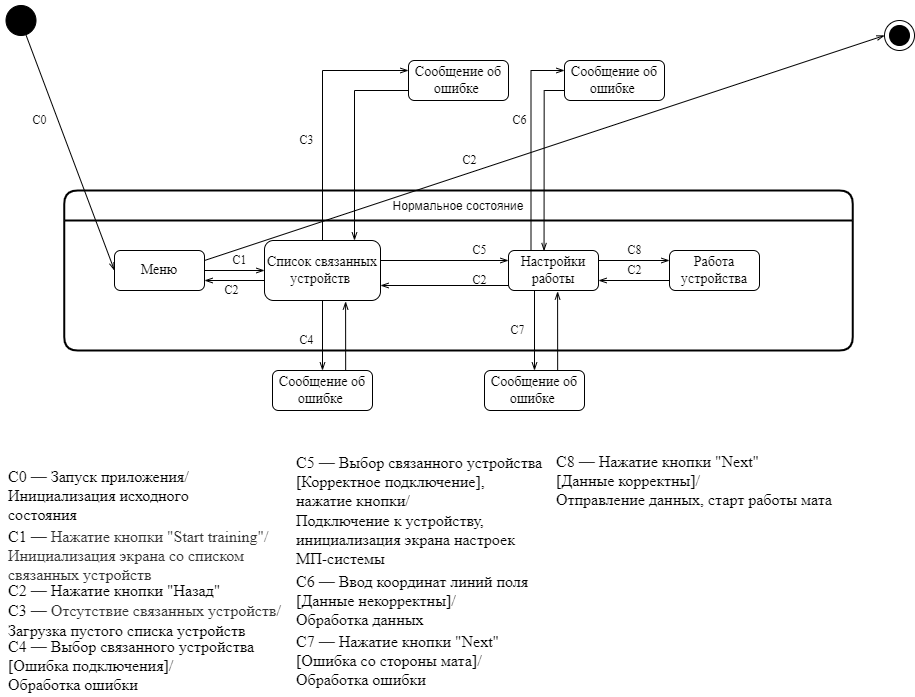 Сообщение об
ошибке
Сообщение об
ошибке
C0
C3
C6
C2
Нормальное состояние
Меню
C1
C2
Список связанных
устройств
C5
C2
Настройки
работы
C8
C2
Работа
устройства
C4
C7
Сообщение об
ошибке
Сообщение об
ошибке
C0 — Запуск приложения/
Инициализация исходного
состояния
C1 — Нажатие кнопки "Start training"/
Инициализация экрана со списком
связанных устройств
C2 — Нажатие кнопки "Назад"
C3 — Отсутствие связанных устройств/
Загрузка пустого списка устройств
C4 — Выбор связанного устройства
[Ошибка подключения]/
Обработка ошибки
C5 — Выбор связанного устройства
[Корректное подключение],
нажатие кнопки/
Подключение к устройству,
инициализация экрана настроек
МП-системы
C6 — Ввод координат линий поля
[Данные некорректны]/
Обработка данных
C7 — Нажатие кнопки "Next"
[Ошибка со стороны мата]/
Обработка ошибки
C8 — Нажатие кнопки "Next"
[Данные корректны]/
Отправление данных, старт работы мата